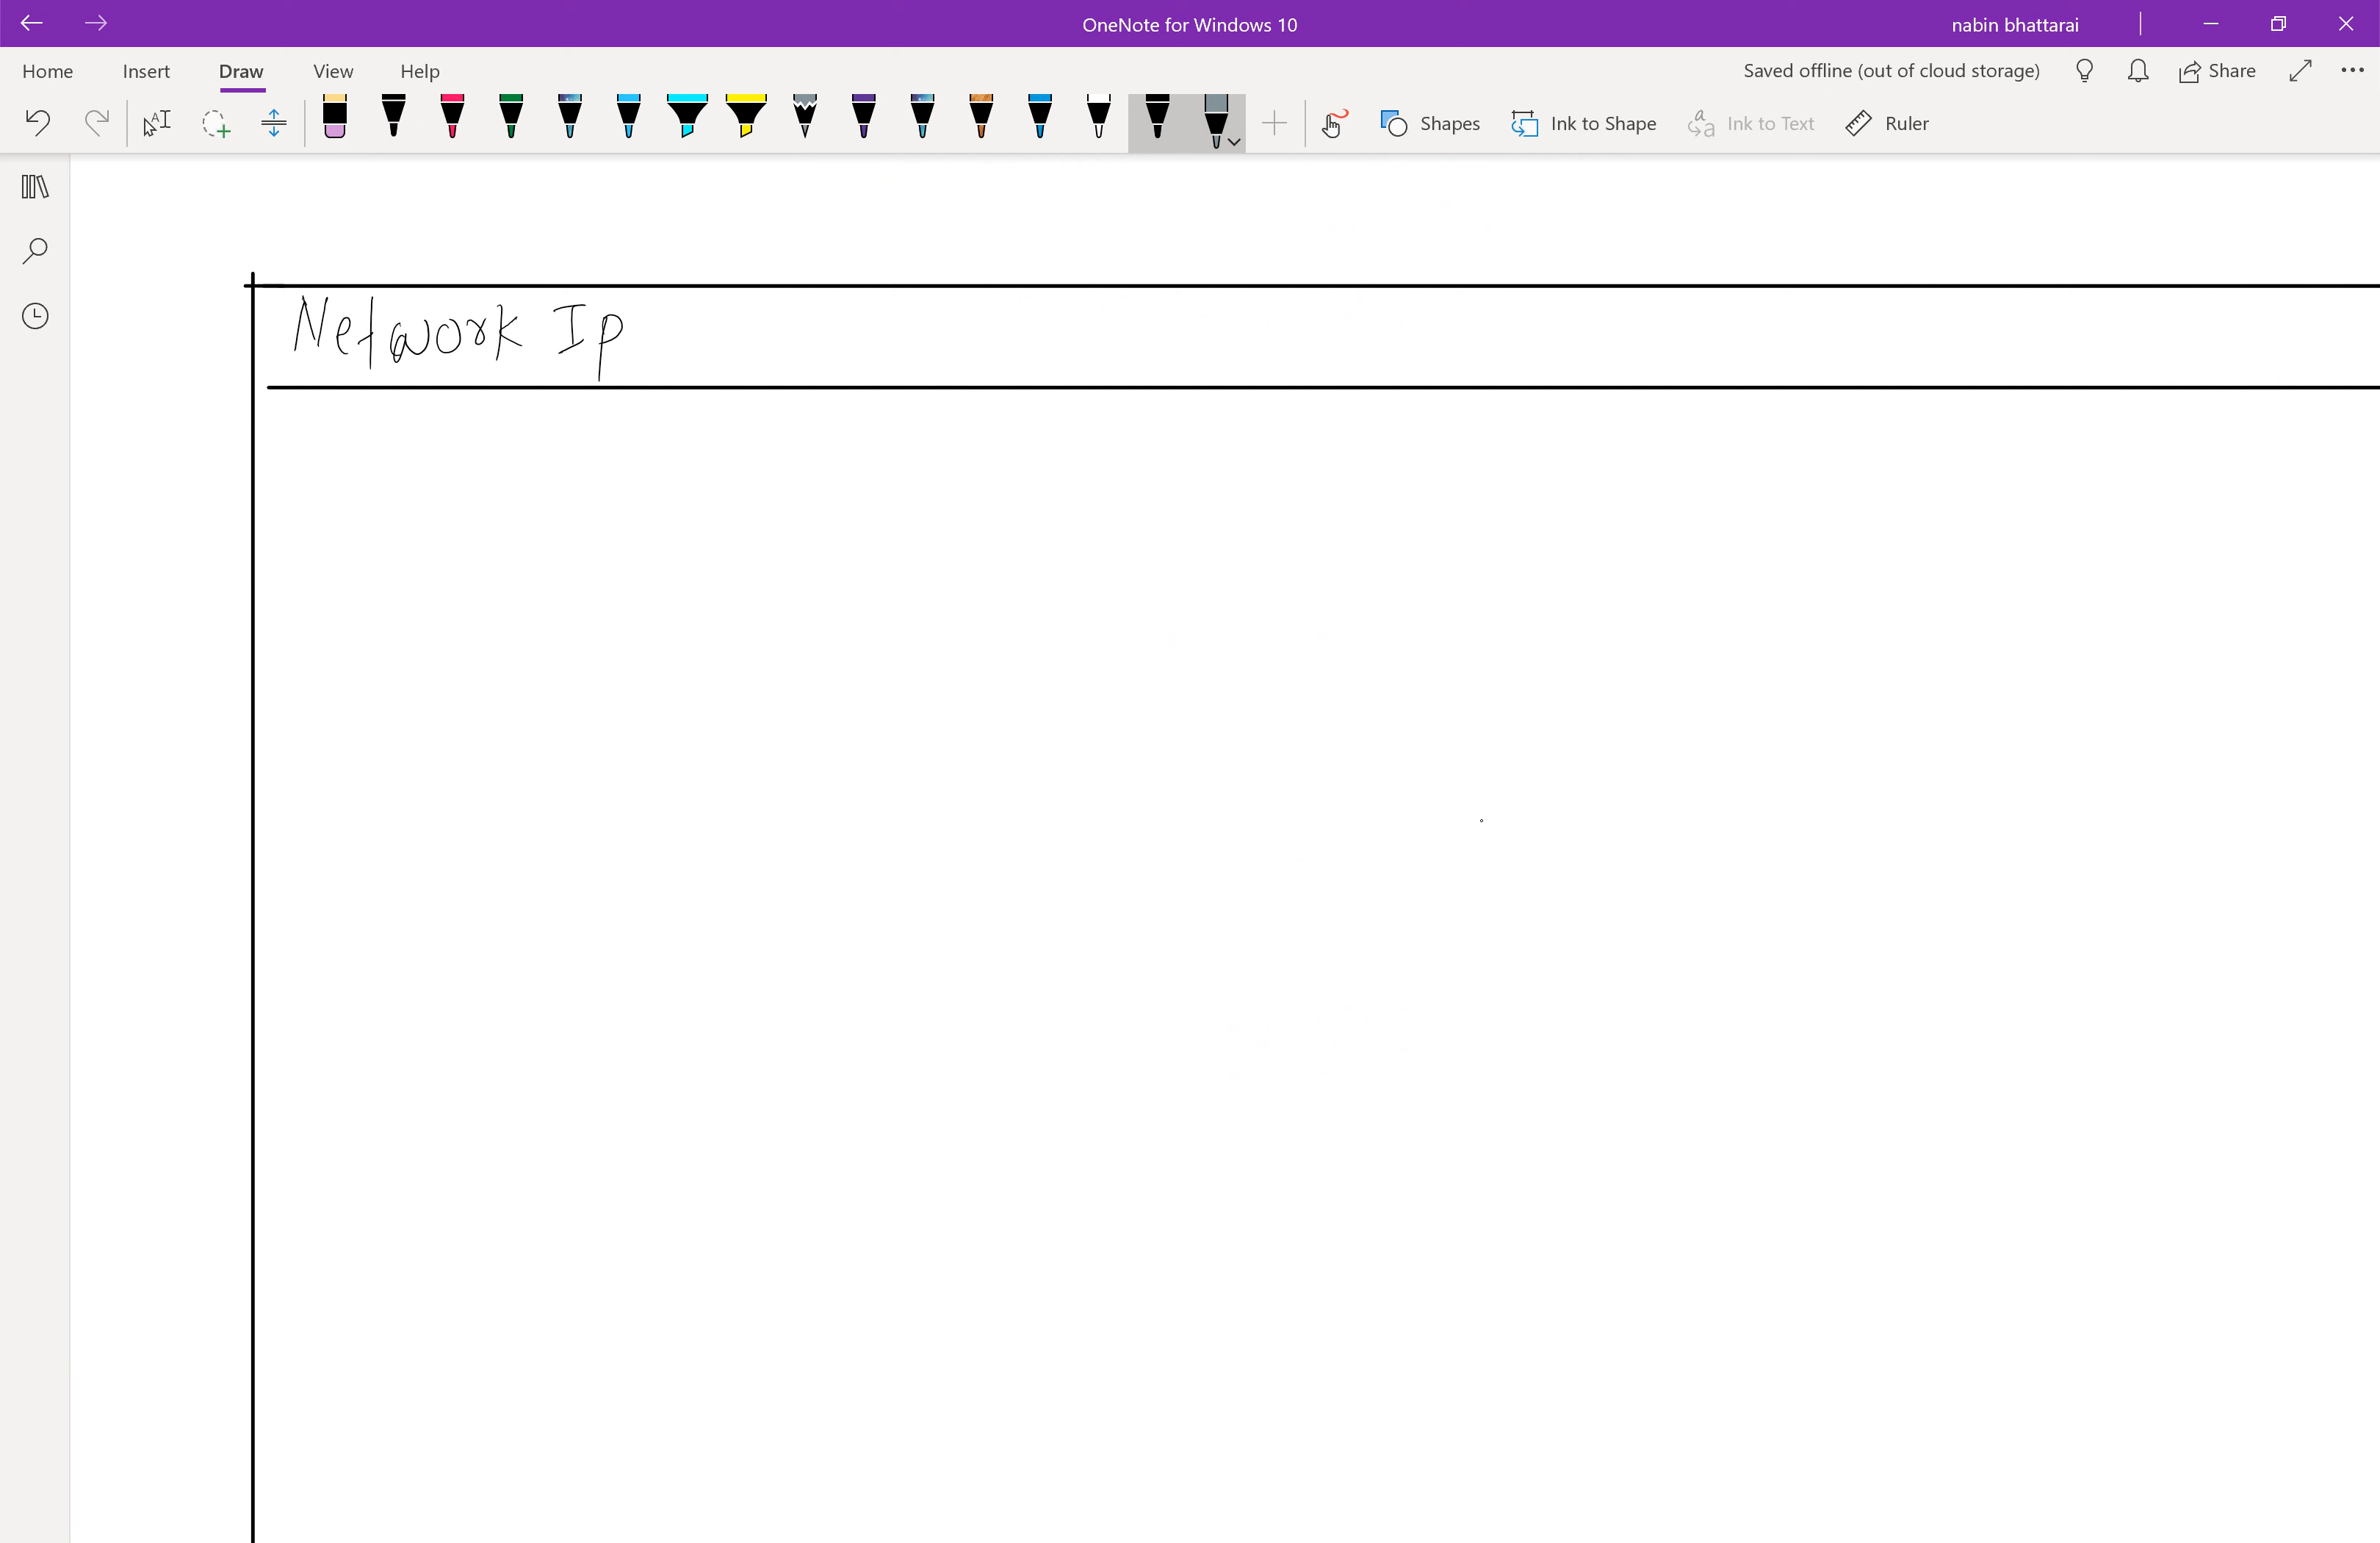 OneNote for Windows 10
nabin bhattarai
Home Insert Draw View Help
Saved offline (out of cloud storage)
Share
Shapes
Ink to Shape
Ink to Text
Ruler
Network Ip